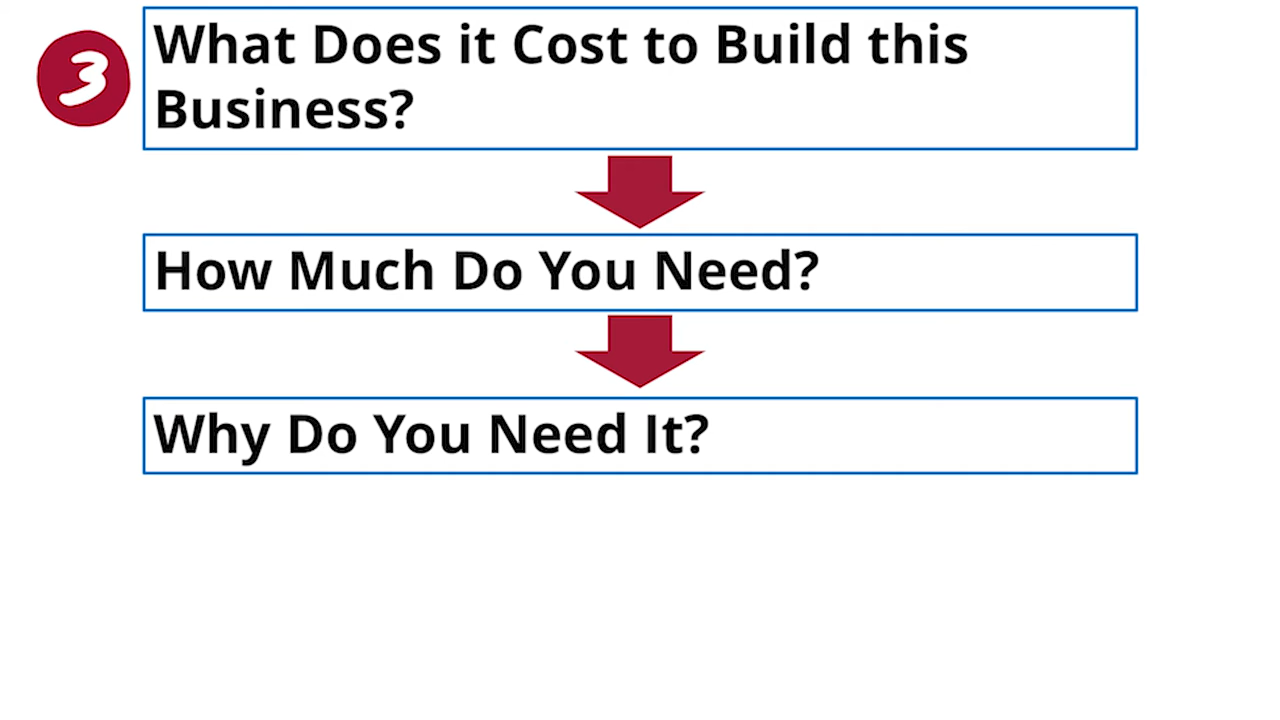 3
What Does it Cost to Build this
Business?
How Much Do You Need?
Why Do You Need It?